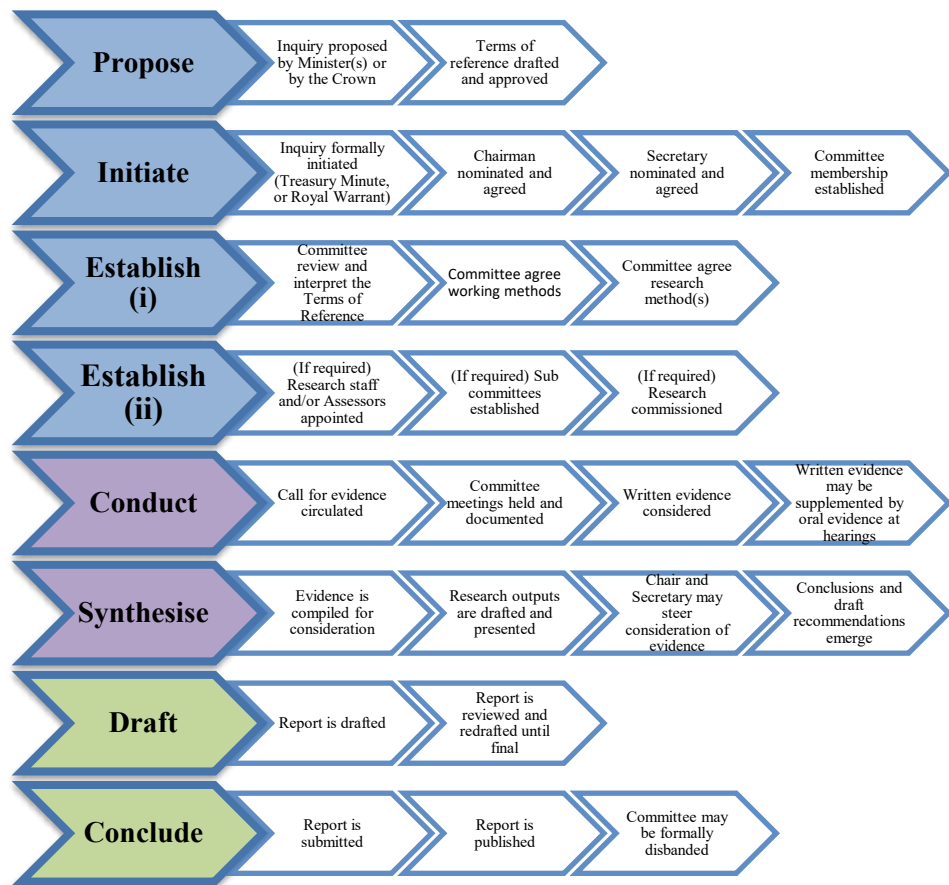 Propose
Inquiry proposed
by Minister(s) or
by the Crown
Terms of
reference drafted
and approved
Initiate
Inquiry formally
initiated
(Treasury Minute,
or Royal Warrant)
Chairman
nominated and
agreed
Secretary
nominated and
agreed
Committee
membership
established
Establish
(i)
Committee
review and
interpret the
Terms of
Reference
Committee agree
working methods
Committee agree
research
method(s)
Establish
(ii)
(If required)
Research staff
and/or Assessors
appointed
(If required) Sub
committees
established
(If required)
Research
commissioned
Conduct
Call for evidence
circulated
Committee
meetings held and
documented
Written evidence
considered
Written evidence
may be
supplemented by
oral evidence at
hearings
Synthesise
Evidence is
compiled for
consideration
Research outputs
are drafted and
presented
Chair and
Secretary may
steer
consideration of
evidence
Conclusions and
draft
recommendations
emerge
Draft
Report is drafted
Report is
reviewed and
redrafted until
final
Conclude
Report is
submitted
Report is
published
Committee may
be formally
disbanded